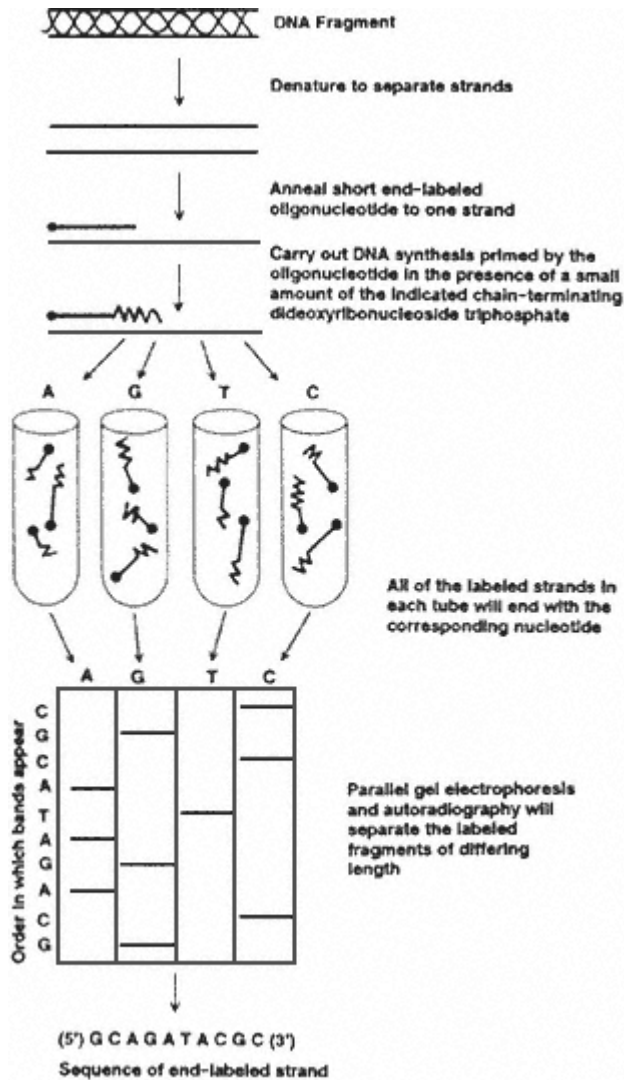 DNA Fragment
Denature to separate strands
Anneal short end-labeled
oligonucleotide to one strand
Carry out DNA synthesis primed by the
oligonucleotide in the presence of a small
amount of the indicated chain-terminating
dideoxyribonucleoside triphosphate
A G T C
All of the labeled strands in
each tube will end with the
corresponding nucleotide
A G T C
Order in which bands appear
C
G
C
A
T
A
G
A
C
G
Parallel gel electrophoresis
and autoradiography will
separate the labeled
fragments of differing
length
(5') G C A G A T A C G C (3')
Sequence of end-labeled strand